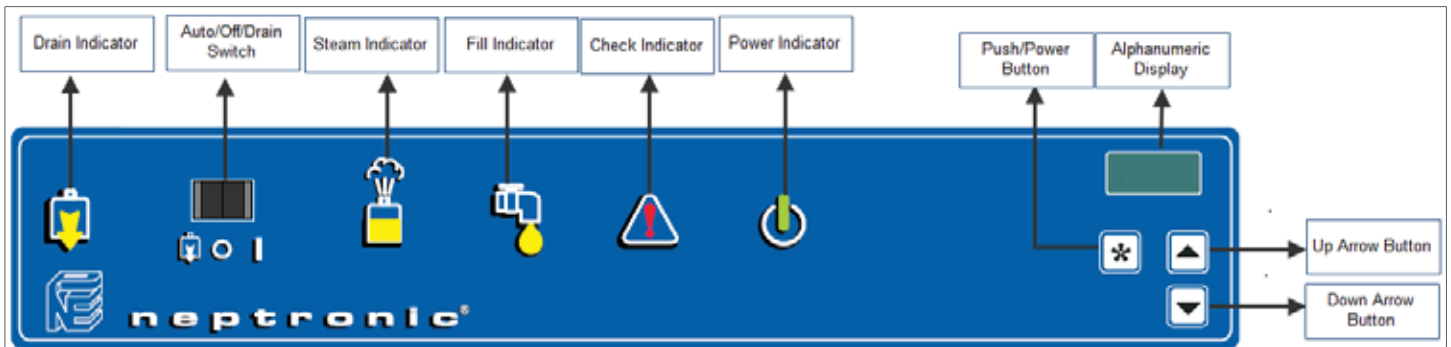 Drain Indicator
Auto/Off/Drain
Switch
Steam Indicator
Fill Indicator
Check Indicator
Power Indicator
Push/Power
Button
Alphanumeric
Display
Up Arrow Button
Down Arrow
Button
neptronic®